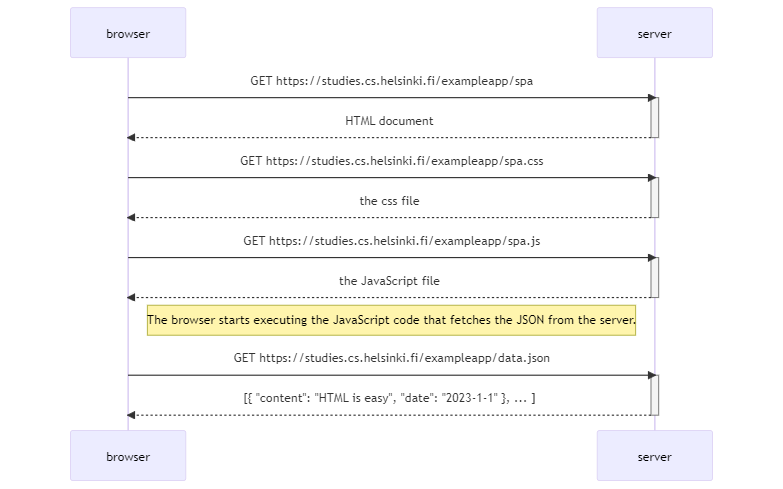 browser server
GET https://studies.cs.helsinki.fi/exampleapp/spa
HTML document
GET https://studies.cs.helsinki.fi/exampleapp/spa.css
the css file
GET https://studies.cs.helsinki.fi/exampleapp/spa.js
the JavaScript file
The browser starts executing the JavaScript code that fetches the JSON from the server.
GET https://studies.cs.helsinki.fi/exampleapp/data.json
[{ "content": "HTML is easy", "date": "2023-1-1" }, ... ]
browser server